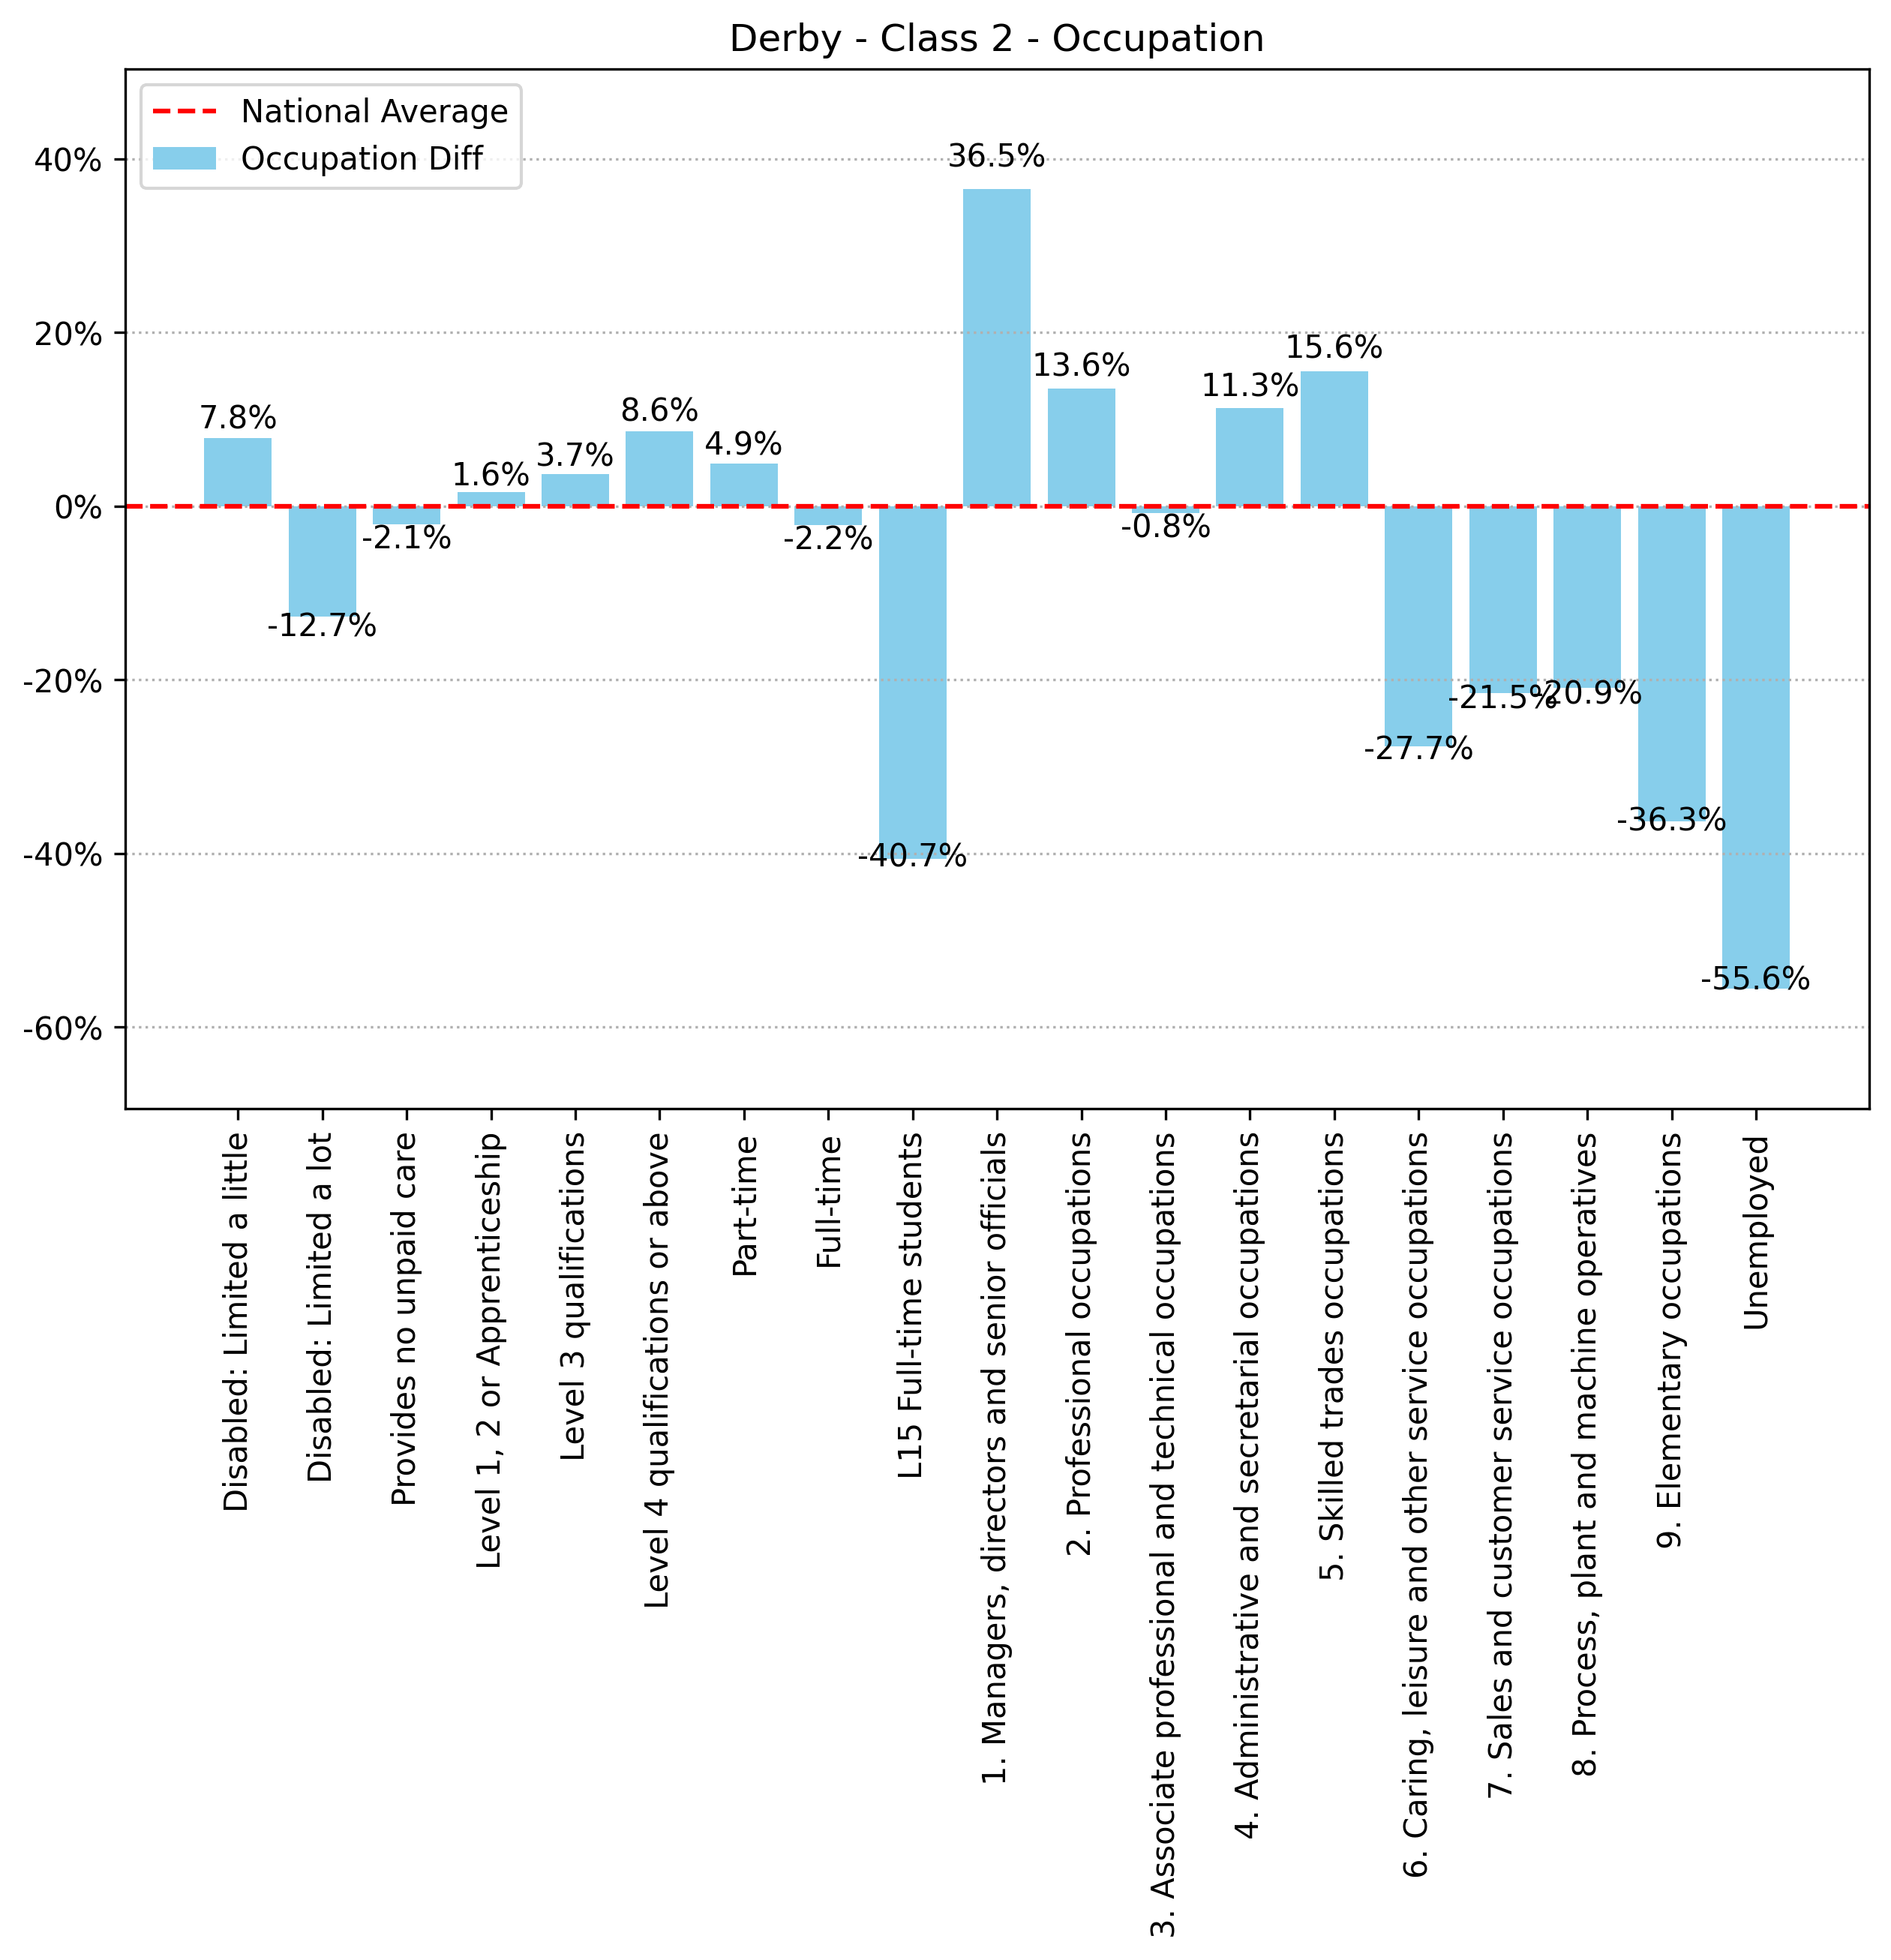 Derby - Class 2 - Occupation
National Average
Occupation Diff
40%
20%
0%
-20%
-40%
-60%
7.8%
-12.7%
-2.1%
1.6%
3.7%
8.6%
4.9%
-2.2%
-40.7%
36.5%
13.6%
-0.8%
11.3%
15.6%
-27.7%
-21.5%
-20.9%
-36.3%
-55.6%
Disabled: Limited a little
Disabled: Limited a lot
Provides no unpaid care
Level 1, 2 or Apprenticeship
Level 3 qualifications
Level 4 qualifications or above
Part-time
Full-time
L15 Full-time students
1. Managers, directors and senior officials
2. Professional occupations
3. Associate professional and technical occupations
4. Administrative and secretarial occupations
5. Skilled trades occupations
6. Caring, leisure and other service occupations
7. Sales and customer service occupations
8. Process, plant and machine operatives
9. Elementary occupations
Unemployed